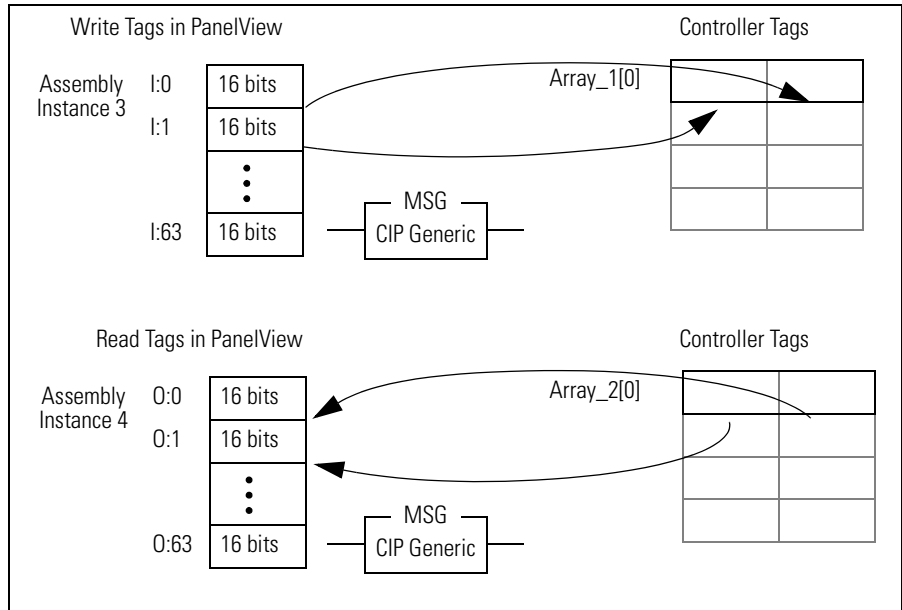 Write Tags in PanelView
Controller Tags
Assembly
Instance 3
I:0
16 bits
Array_1[0]
I:1
16 bits
I:63
16 bits
MSG
CIP Generic
Read Tags in PanelView
Controller Tags
Assembly
Instance 4
O:0
16 bits
Array_2[0]
O:1
16 bits
O:63
16 bits
MSG
CIP Generic